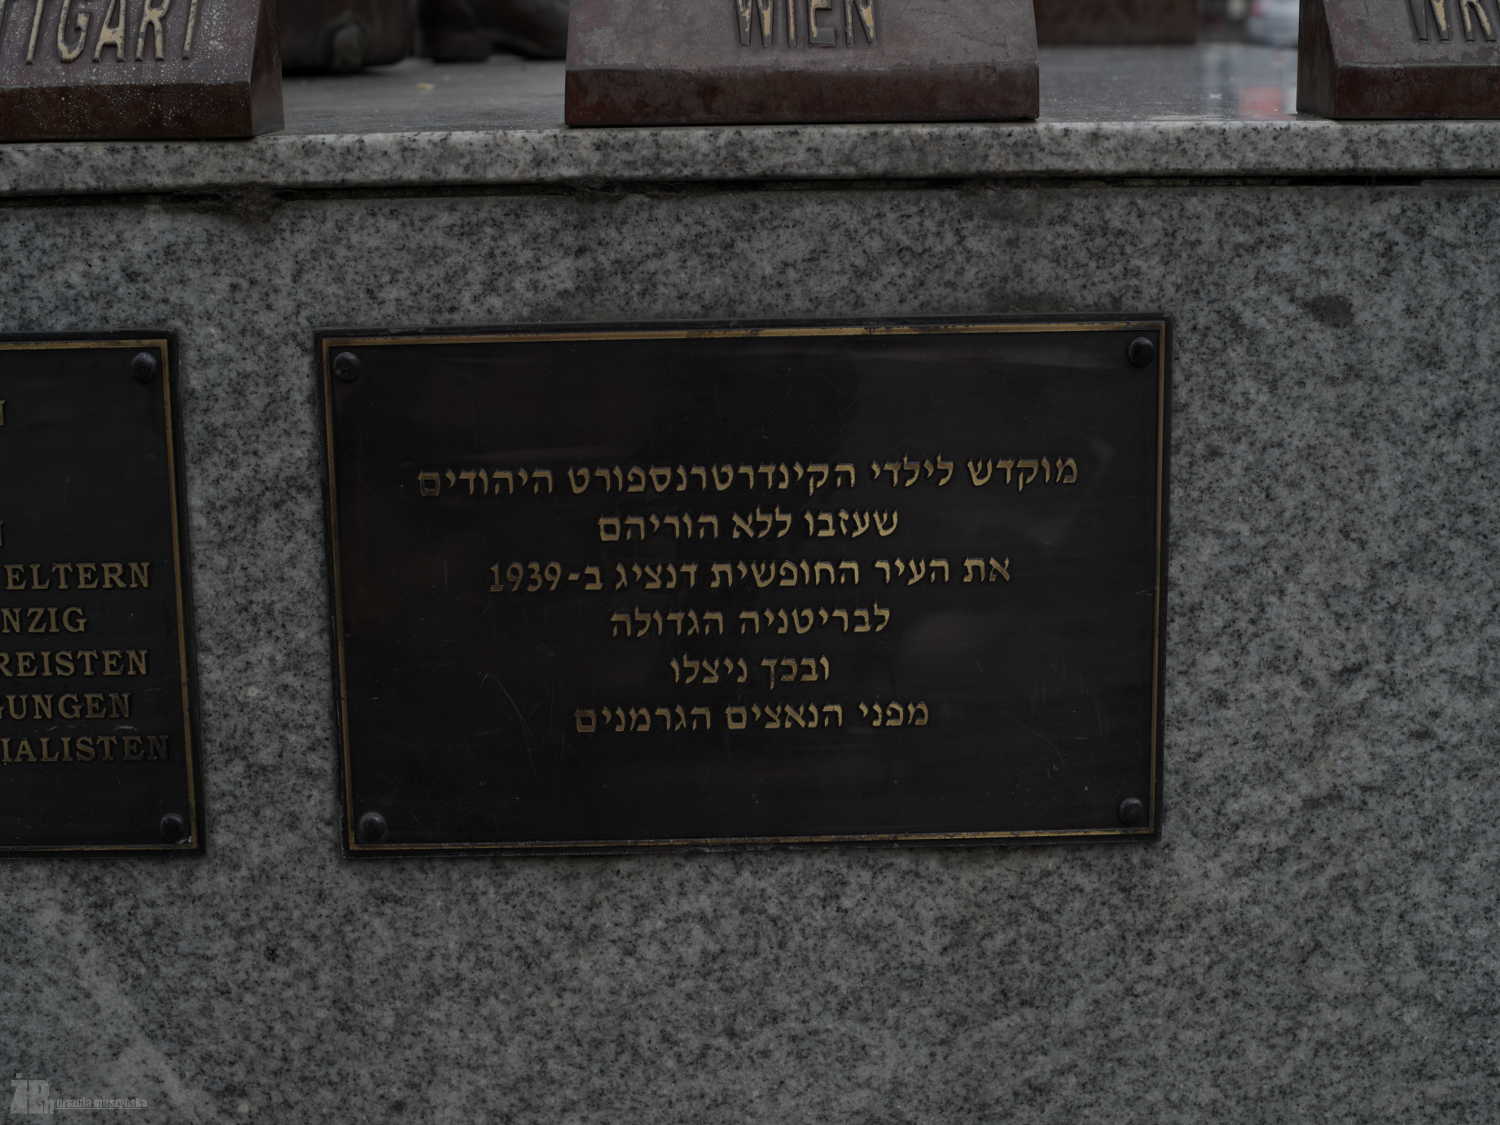 WIEN
מוקדש לילדי הקינדרטרנספורט היהודים
שעזבו ללא הוריהם
את העיר החופשית דנציג ב-1939
לבריטניה הגדולה
ובכך ניצלו
מפני הנאצים הגרמנים
ELTERN
NZIG
REISTEN
GUNGEN
IALISTEN